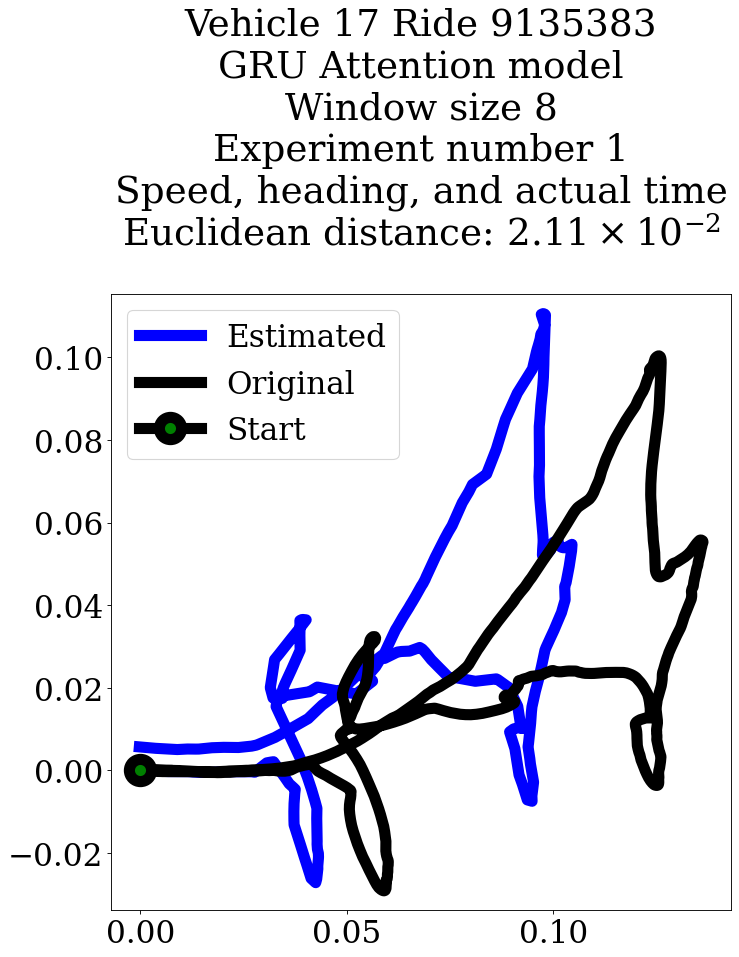 Vehicle 17 Ride 9135383
GRU Attention model
Window size 8
Experiment number 1
Speed, heading, and actual time
Euclidean distance: 2.11 × 10⁻²
Estimated
Original
Start
0.10
0.08
0.06
0.04
0.02
0.00
−0.02
0.00 0.05 0.10